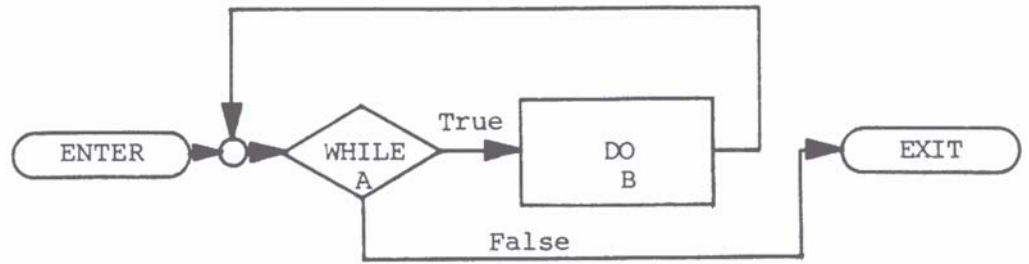 ENTER
WHILE
A
True
DO
B
False
EXIT